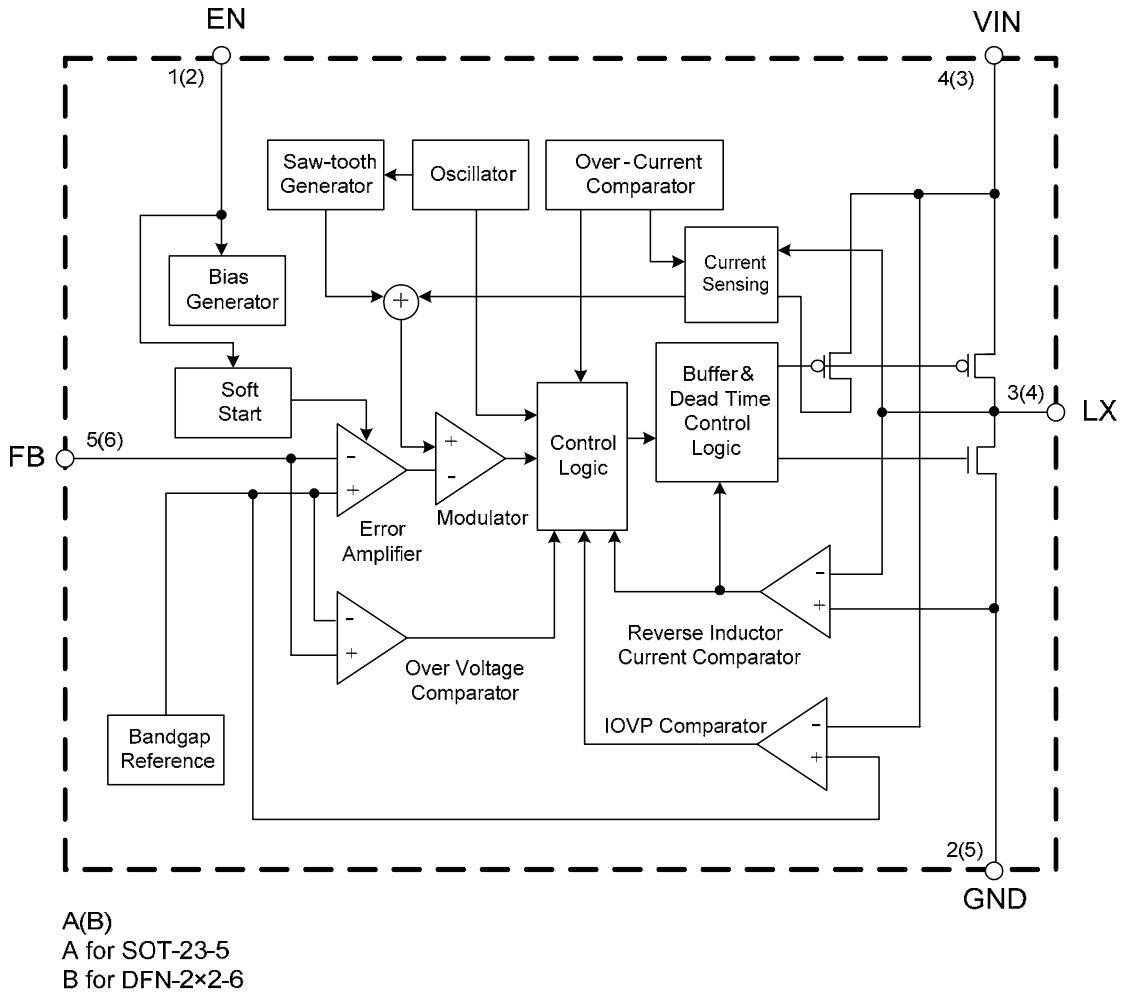 EN
VIN
1(2)
4(3)
Saw-tooth
Generator
Oscillator
Over-Current
Comparator
Current
Sensing
Bias
Generator
+
Soft
Start
Buffer &
Dead Time
Control
Logic
3(4)
LX
FB
5(6)
-
+
Error
Amplifier
+
-
Modulator
Control
Logic
-
+
Over Voltage
Comparator
-
+
Reverse Inductor
Current Comparator
Bandgap
Reference
IOVP Comparator
-
+
2(5)
GND
A(B)
A for SOT-23-5
B for DFN-2×2-6